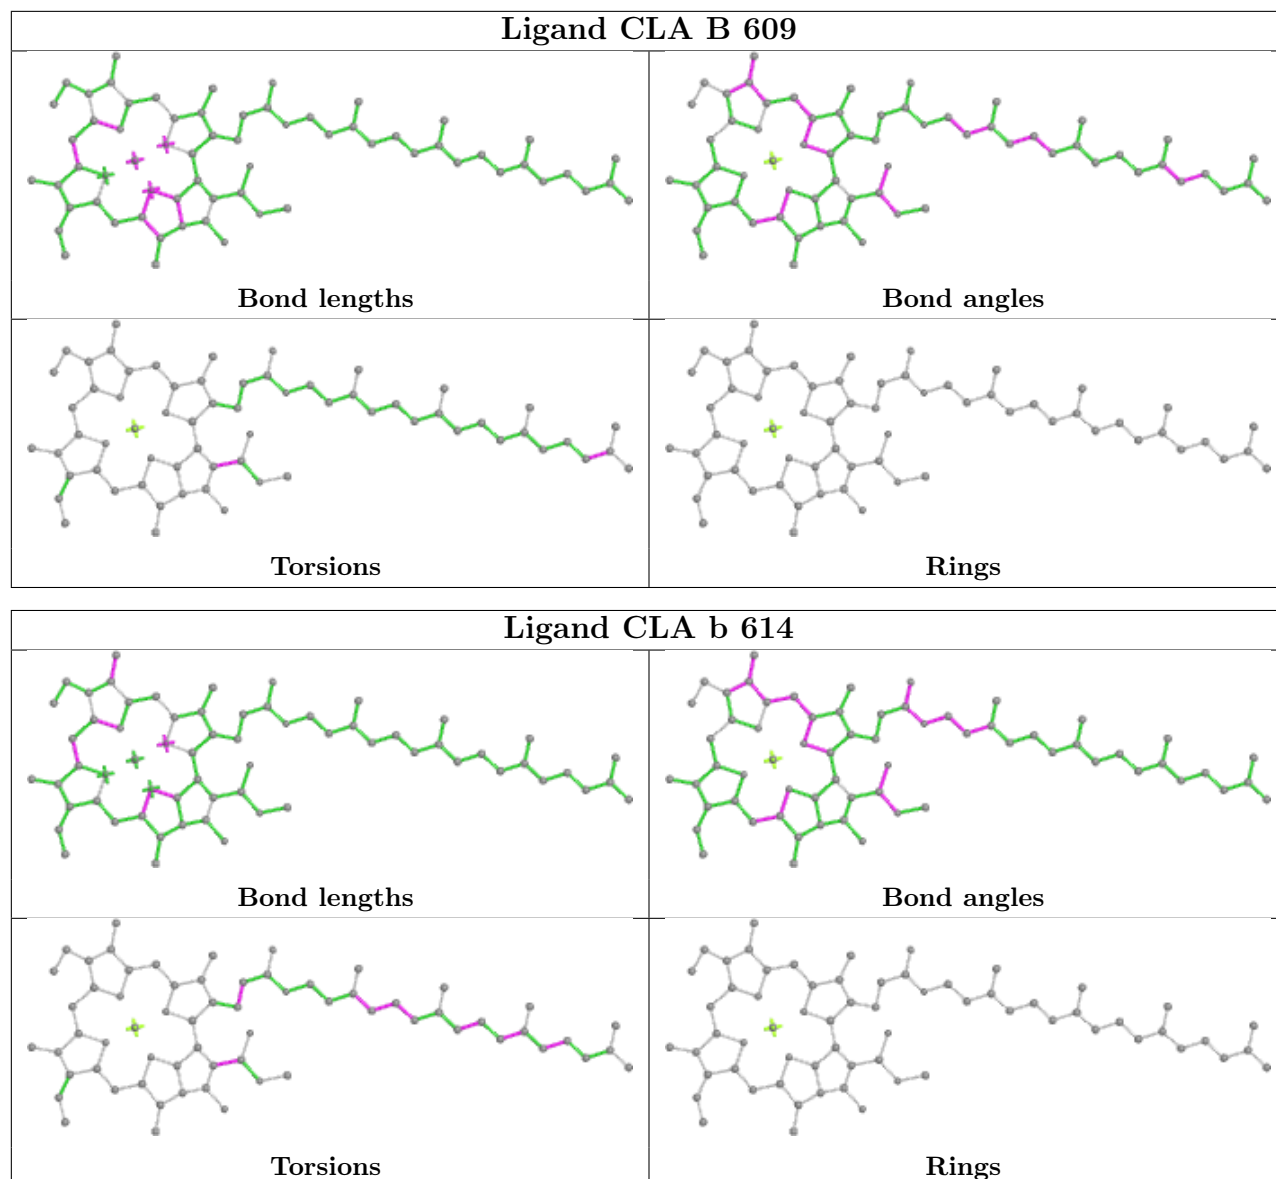 Ligand CLA B 609
Bond lengths
Bond angles
Torsions
Rings
Ligand CLA b 614
Bond lengths
Bond angles
Torsions
Rings